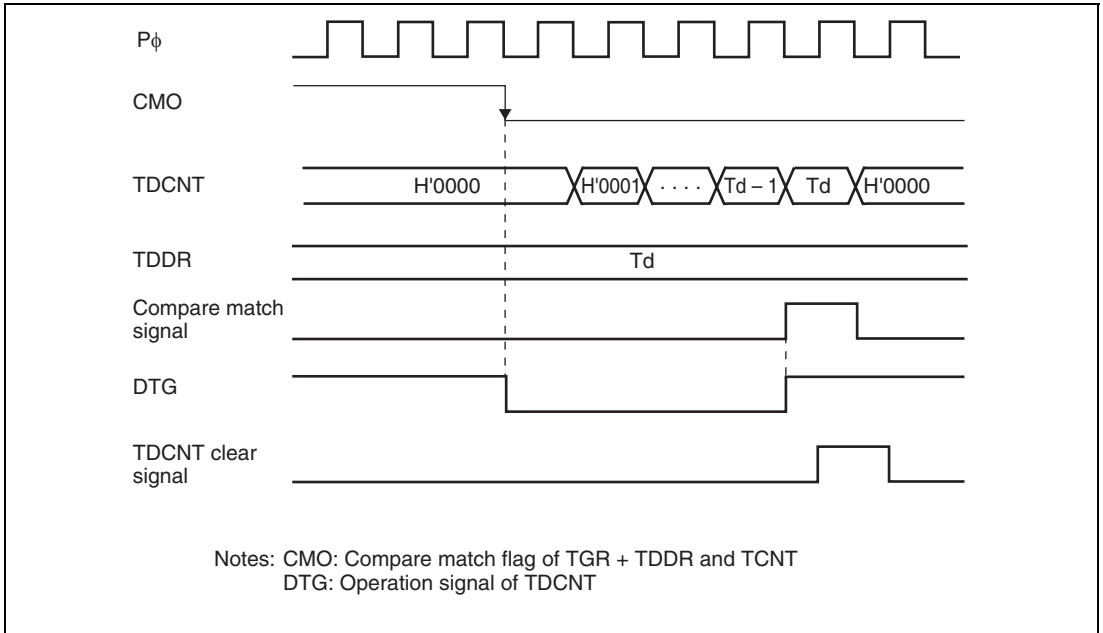 Pϕ
CMO
TDCNT H'0000 H'0001 · · · · Td – 1 Td H'0000
TDDR Td
Compare match
signal
DTG
TDCNT clear
signal
Notes: CMO: Compare match flag of TGR + TDDR and TCNT
DTG: Operation signal of TDCNT